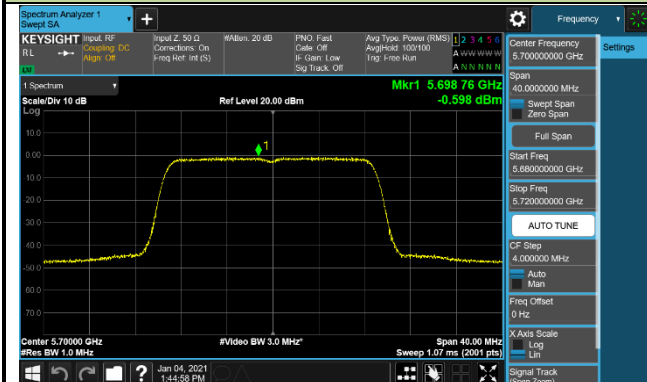 Spectrum Analyzer 1
Swept SA
Frequency
KEYSIGHT
RL
Input: RF
Coupling: DC
Align: Off
Input Z: 50 Ω
Corrections: On
Freq Ref: Int (S)
#Atten: 20 dB
PNO: Fast
Gate: Off
IF Gain: Low
Sig Track: Off
Avg Type: Power (RMS)
Avg|Hold: 100/100
Trig: Free Run
1 2 3 4 5 6
A W W W W W
A N N N N N
1 Spectrum
Scale/Div 10 dB
Log
Ref Level 20.00 dBm
Mkr1 5.698 76 GHz
-0.598 dBm
1
10.0
0.00
-10.0
20.0
30.0
-40.0
-50.0
60.0
70.0
Center 5.70000 GHz
#Res BW 1.0 MHz
#Video BW 3.0 MHz*
Span 40.00 MHz
Sweep 1.07 ms (2001 pts)
Jan 04, 2021
1:44:58 PM
?
Settings
Center Frequency
5.700000000 GHz
Span
40.0000000 MHz
Swept Span
Zero Span
Full Span
Start Freq
5.680000000 GHz
Stop Freq
5.720000000 GHz
AUTO TUNE
CF Step
4.000000 MHz
Auto
Man
Freq Offset
0 Hz
X Axis Scale
Log
Lin
Signal Track
(Span Zoom)